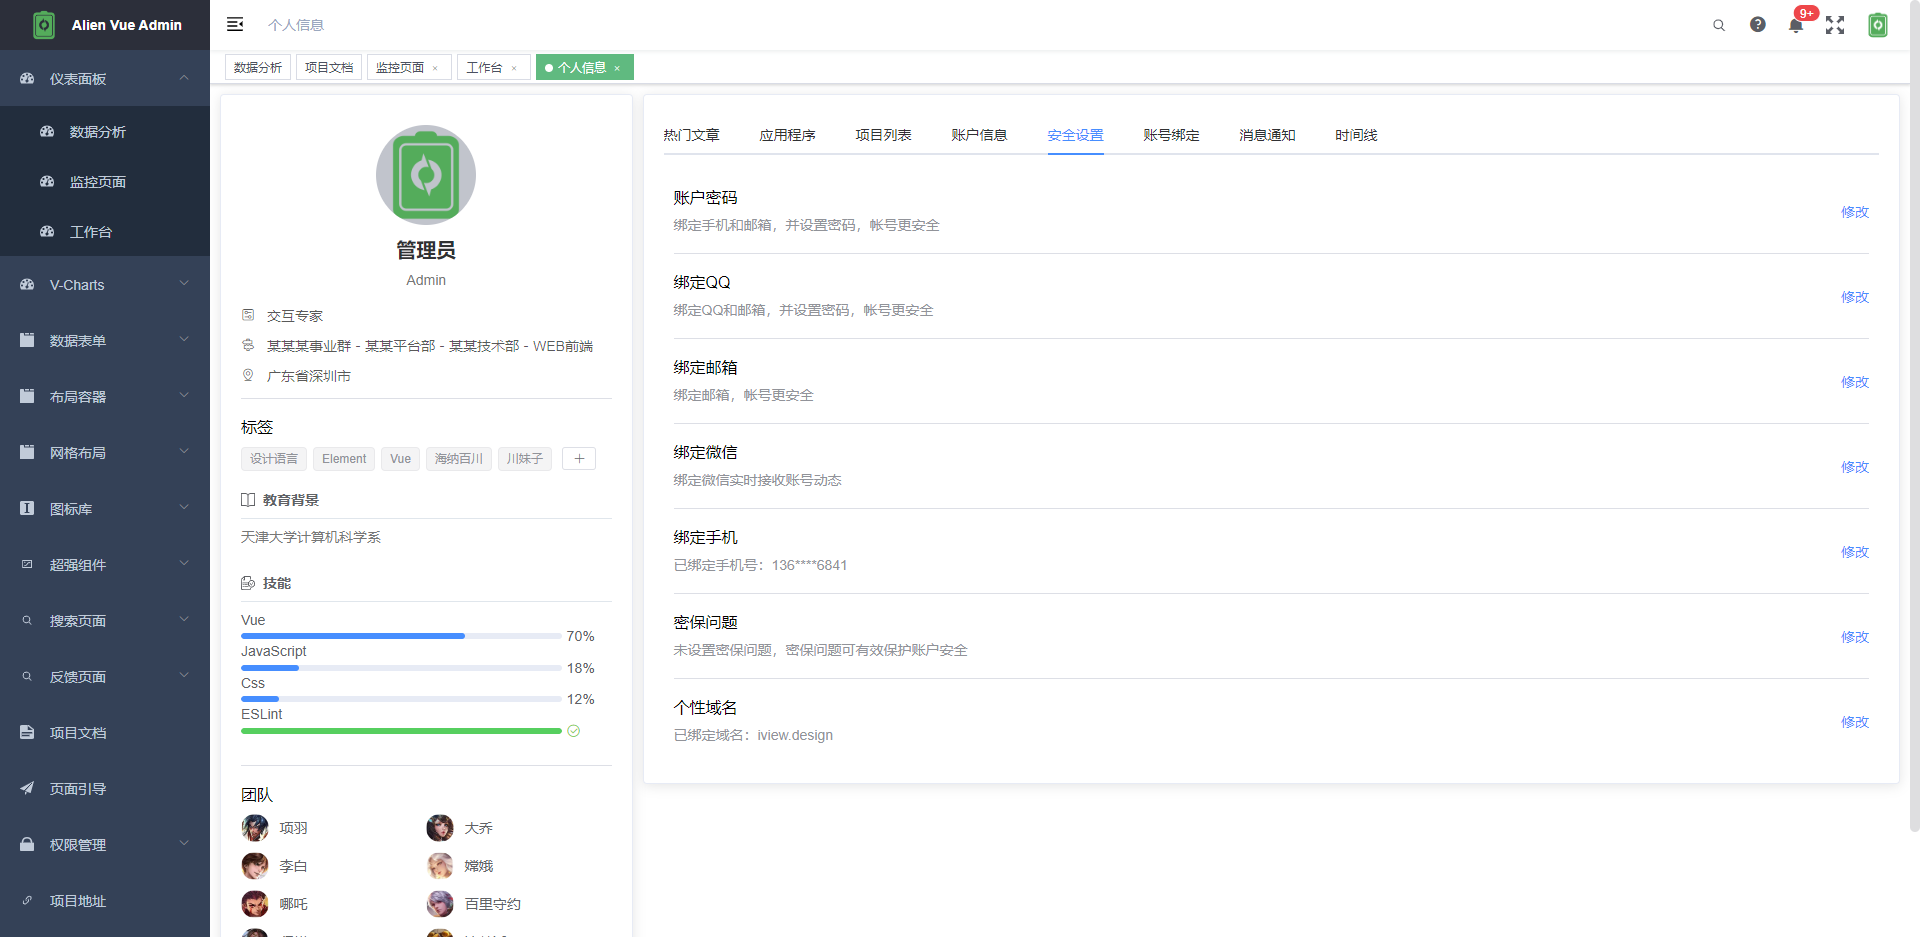 Alien Vue Admin
个人信息
9+
仪表面板
数据分析
监控页面
工作台
V-Charts
数据表单
布局容器
网格布局
图标库
超强组件
搜索页面
反馈页面
项目文档
页面引导
权限管理
项目地址
数据分析
项目文档
监控页面 ×
工作台 ×
个人信息 ×
管理员
Admin
交互专家
某某某事业群 - 某某平台部 - 某某技术部 - WEB前端
广东省深圳市
标签
设计语言
Element
Vue
海纳百川
川妹子
教育背景
天津大学计算机科学系
技能
Vue
70%
JavaScript
18%
Css
12%
ESLint
团队
项羽
大乔
李白
嫦娥
哪吒
百里守约
热门文章
应用程序
项目列表
账户信息
安全设置
账号绑定
消息通知
时间线
账户密码
绑定手机和邮箱，并设置密码，帐号更安全
修改
绑定QQ
绑定QQ和邮箱，并设置密码，帐号更安全
修改
绑定邮箱
绑定邮箱，帐号更安全
修改
绑定微信
绑定微信实时接收账号动态
修改
绑定手机
已绑定手机号：136****6841
修改
密保问题
未设置密保问题，密保问题可有效保护账户安全
修改
个性域名
已绑定域名：iview.design
修改